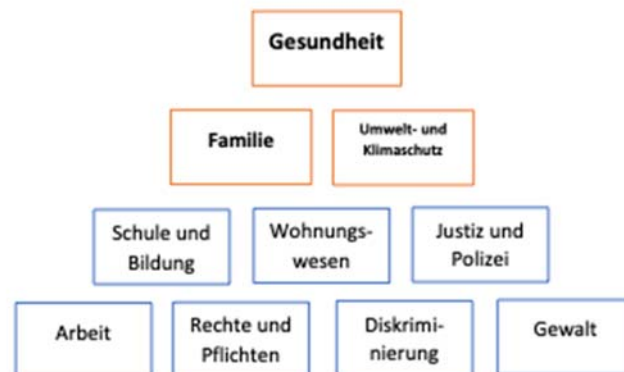 Gesundheit
Familie
Umwelt- und
Klimaschutz
Schule und
Bildung
Wohnungs-
wesen
Justiz und
Polizei
Arbeit
Rechte und
Pflichten
Diskrimi-
nierung
Gewalt